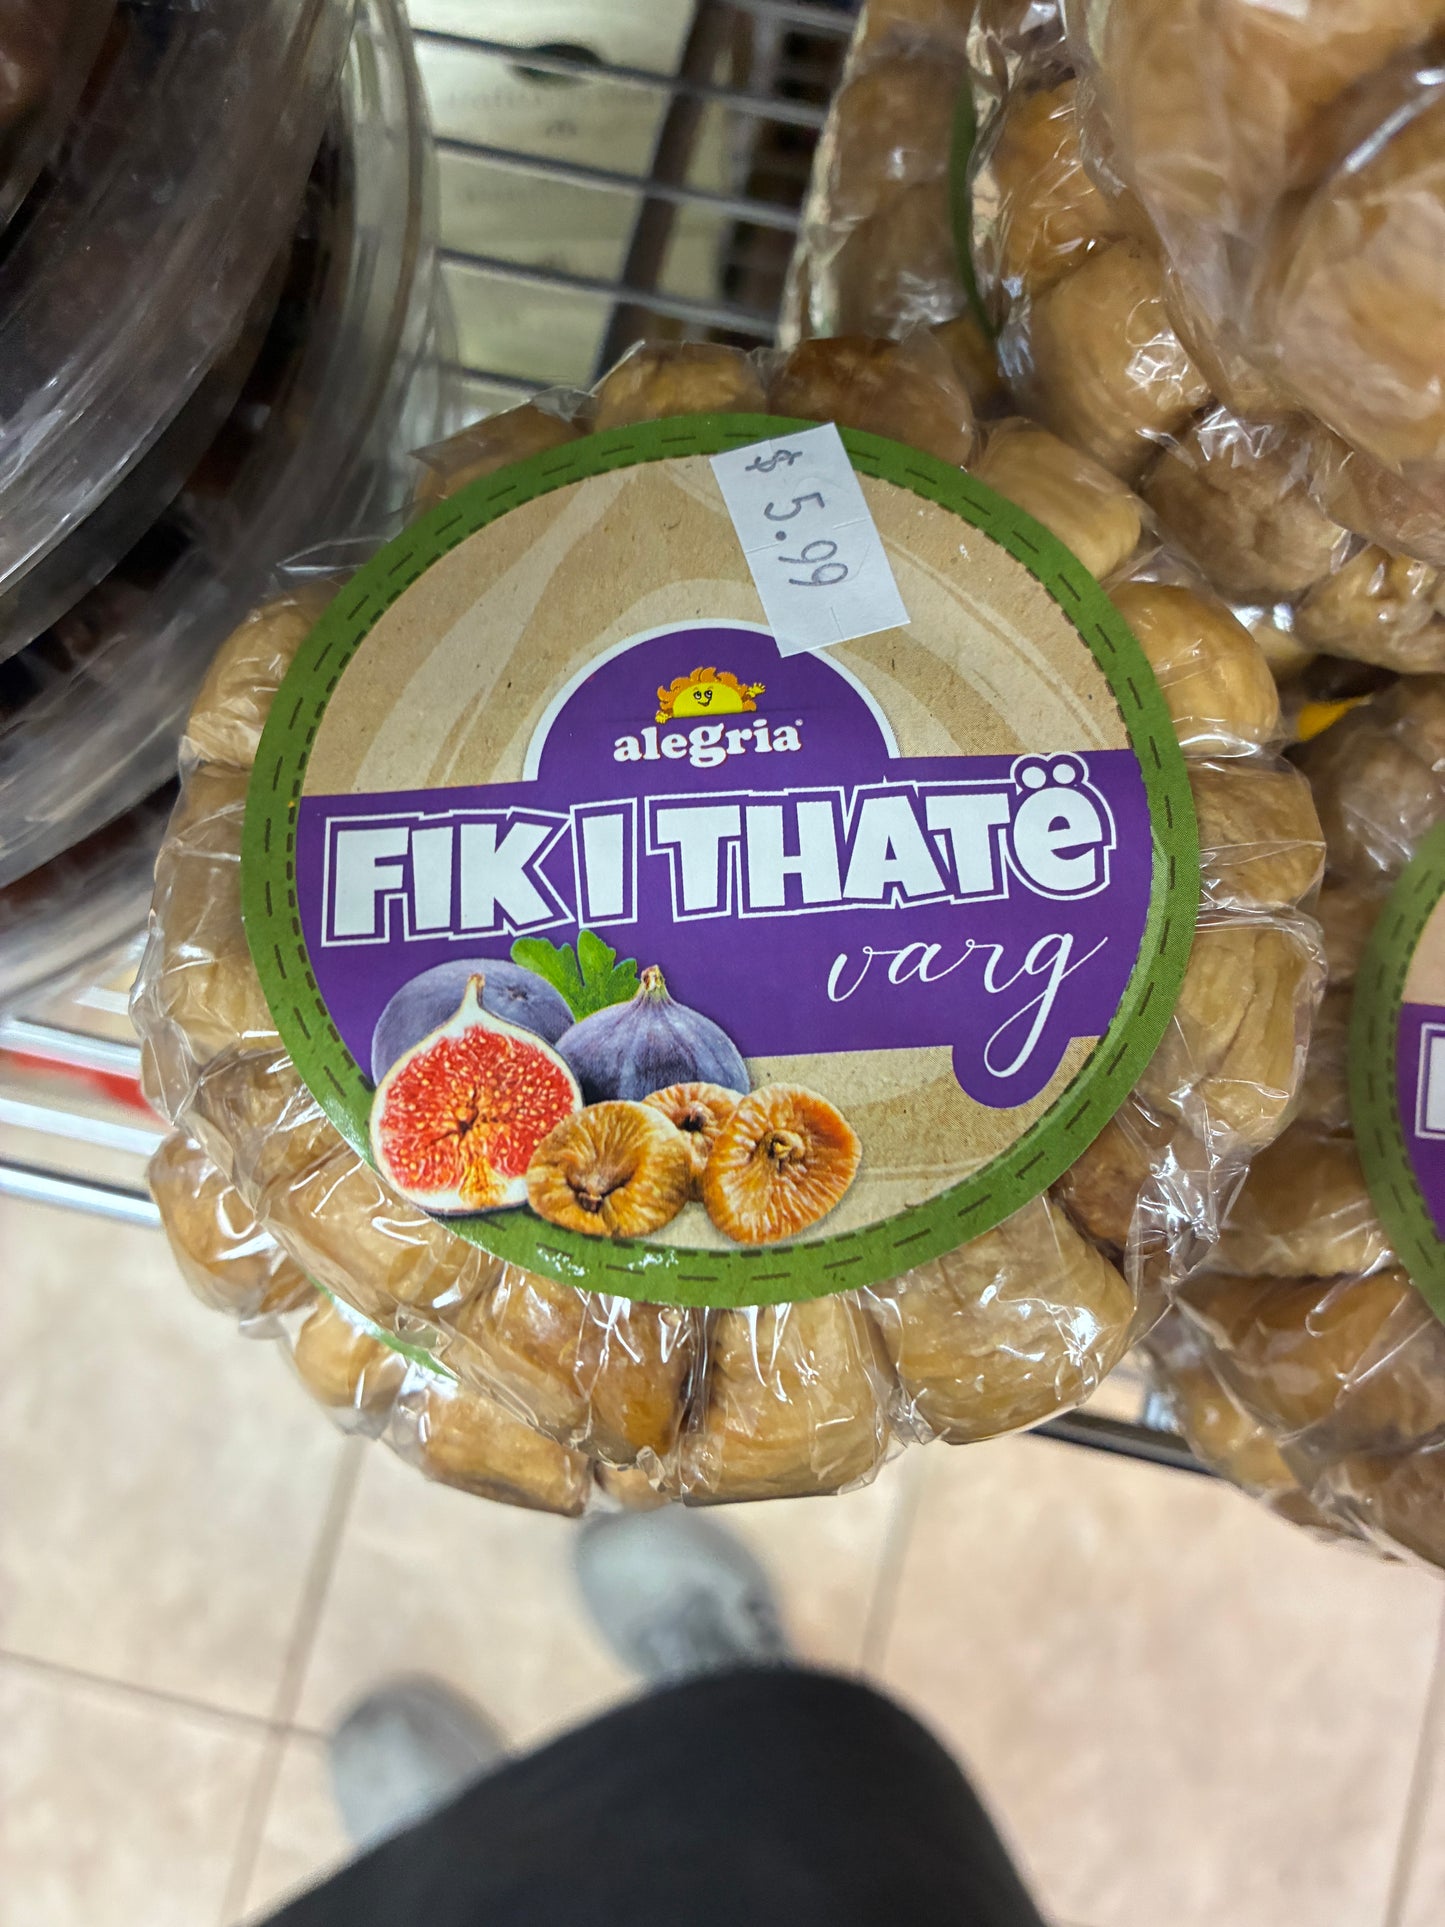 $ 5.99
alegria®
FIK I THATë
varg